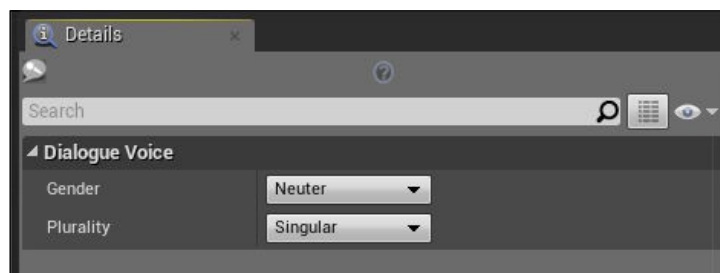 Details
Search
Dialogue Voice
Gender Neuter
Plurality Singular